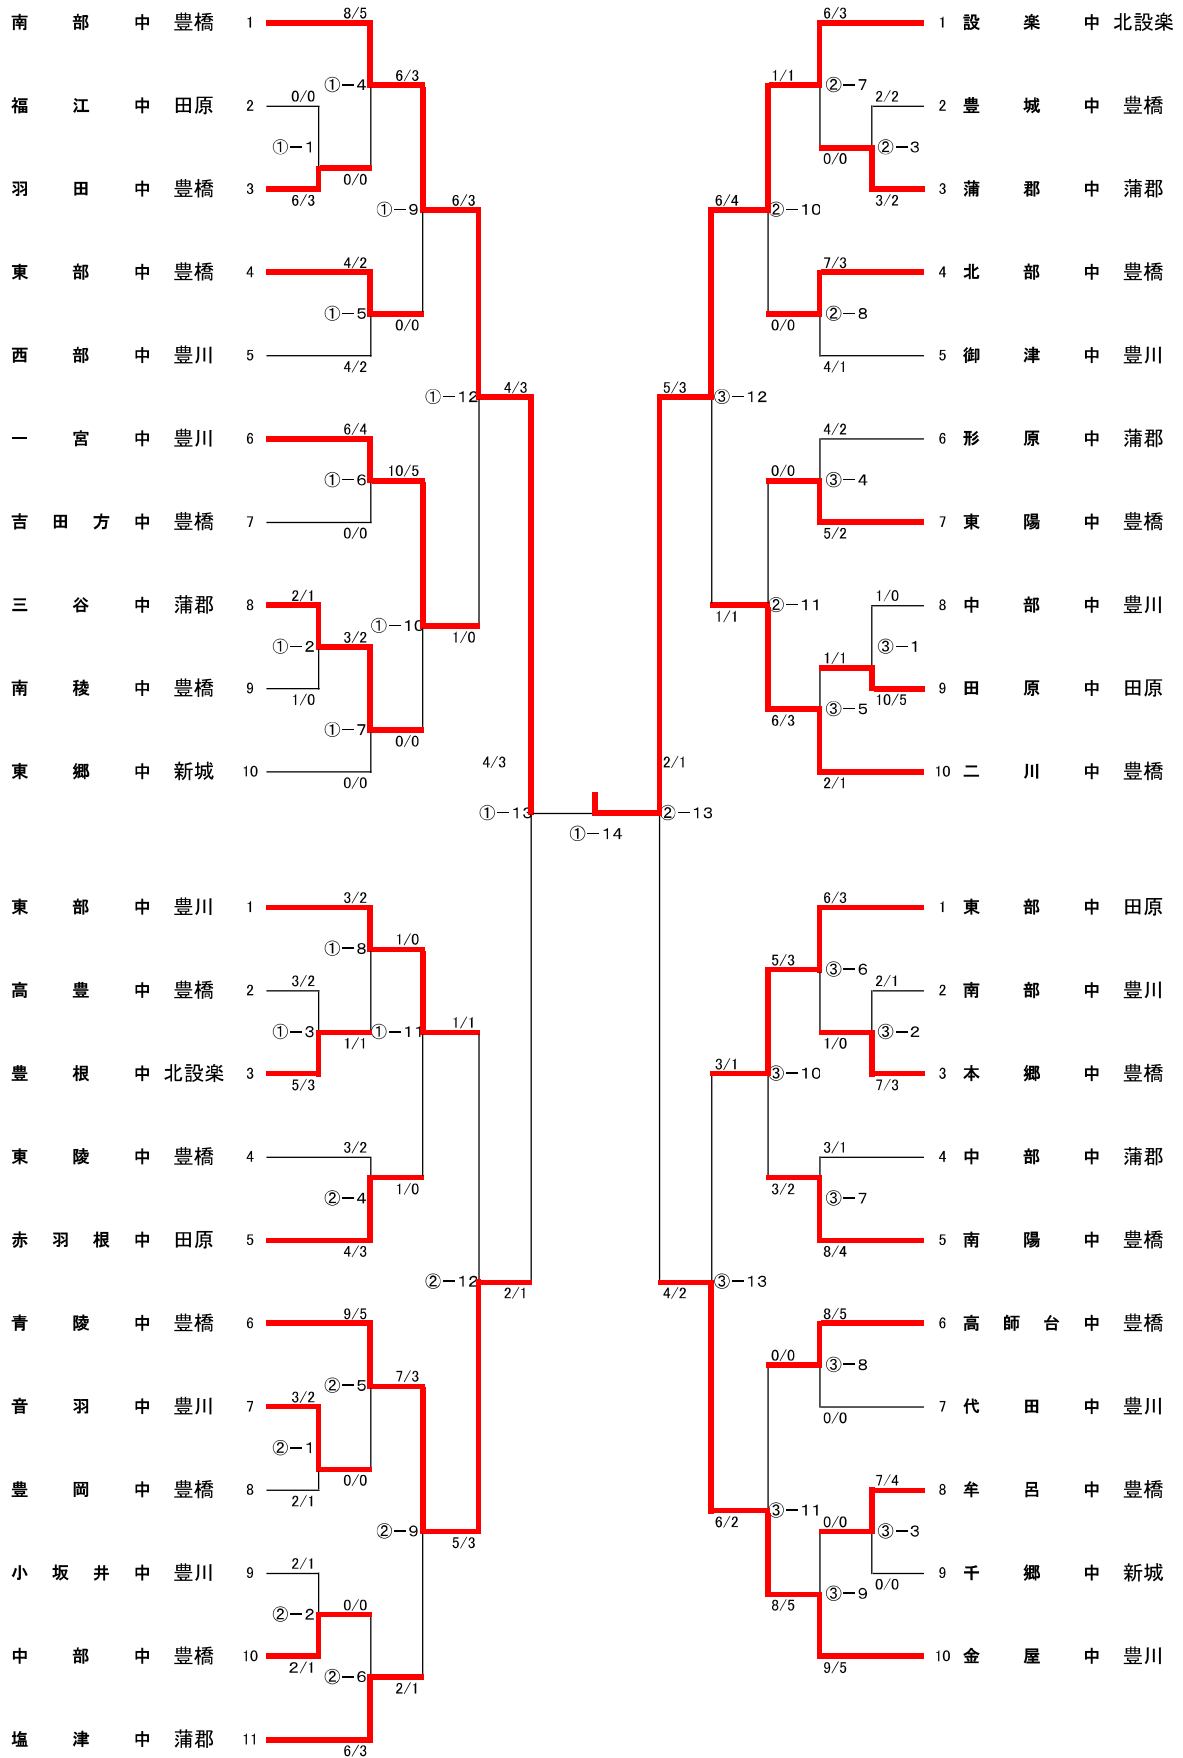 8/5 6/3
南部中 豊橋 1 1 設楽中 北設楽
①－4 6/3 1/1 ②－7
福江中 田原 2 0/0 2/2 2 豊城中 豊橋
①－1 0/0 ②－3
羽田中 豊橋 3 6/3 0/0 3/2 3 蒲郡中 蒲郡
①－9 6/3 6/4 ②－10
東部中 豊橋 4 4/2 7/3 4 北部中 豊橋
①－5 0/0 0/0 ②－8
西部中 豊川 5 4/2 4/1 5 御津中 豊川
①－12 4/3 5/3 ③－12
一宮中 豊川 6 6/4 4/2 6 形原中 蒲郡
①－6 10/5 0/0 ③－4
吉田方中 豊橋 7 0/0 5/2 7 東陽中 豊橋
三谷中 蒲郡 8 2/1 1/0 8 中部中 豊川
①－10 1/0 1/1 ②－11
①－2 3/2 1/1 ③－1
南稜中 豊橋 9 1/0 10/5 9 田原中 田原
①－7 0/0 6/3 ③－5
東郷中 新城 10 0/0 2/1 10 二川中 豊橋
4/3 2/1
①－13 ②－13
①－14
東部中 豊川 1 3/2 6/3 1 東部中 田原
①－8 1/0 5/3 ③－6
高豊中 豊橋 2 3/2 2/1 2 南部中 豊川
①－3 1/1 ①－11 1/1 1/0 ③－2
豊根中 北設楽 3 5/3 3/1 ③－10 7/3 3 本郷中 豊橋
東陵中 豊橋 4 3/2 3/1 4 中部中 蒲郡
②－4 1/0 3/2 ③－7
赤羽根中 田原 5 4/3 8/4 5 南陽中 豊橋
②－12 2/1 4/2 ③－13
青陵中 豊橋 6 9/5 8/5 6 高師台中 豊橋
②－5 7/3 0/0 ③－8
音羽中 豊川 7 3/2 0/0 7 代田中 豊川
②－1 0/0
豊岡中 豊橋 8 2/1 7/4 8 牟呂中 豊橋
②－9 5/3 6/2 ③－11 0/0 ③－3
小坂井中 豊川 9 2/1 0/0 9 千郷中 新城
②－2 0/0 8/5 ③－9
中部中 豊橋 10 2/1 9/5 10 金屋中 豊川
②－6 2/1
塩津中 蒲郡 11 6/3